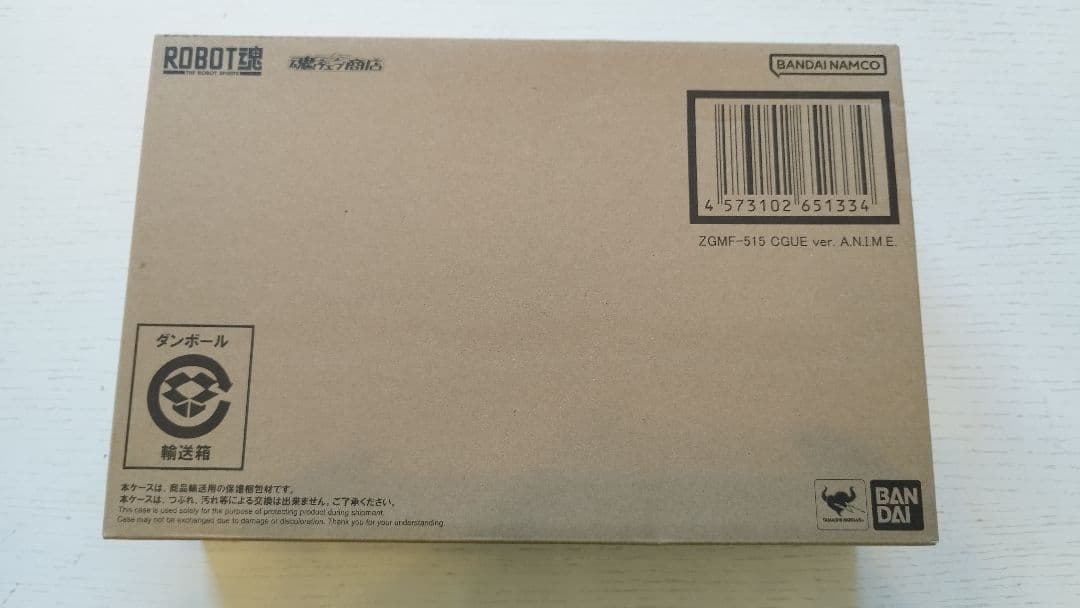 ROBOT魂
THE ROBOT SPIRITS
魂ウェブ商店
BANDAI NAMCO
4 573102 651334
ZGMF-515 CGUE ver. A.N.I.M.E.
ダンボール
輸送箱
本ケースは、商品輸送用の保護梱包材です。
本ケースは、つぶれ、汚れ等による交換は出来ません。ご了承ください。
This case is used solely for the purpose of protecting product during shipment.
Case may not be exchanged due to damage or discoloration. Thank you for your understanding.
TAMASHII NATIONS
BAN
DAI